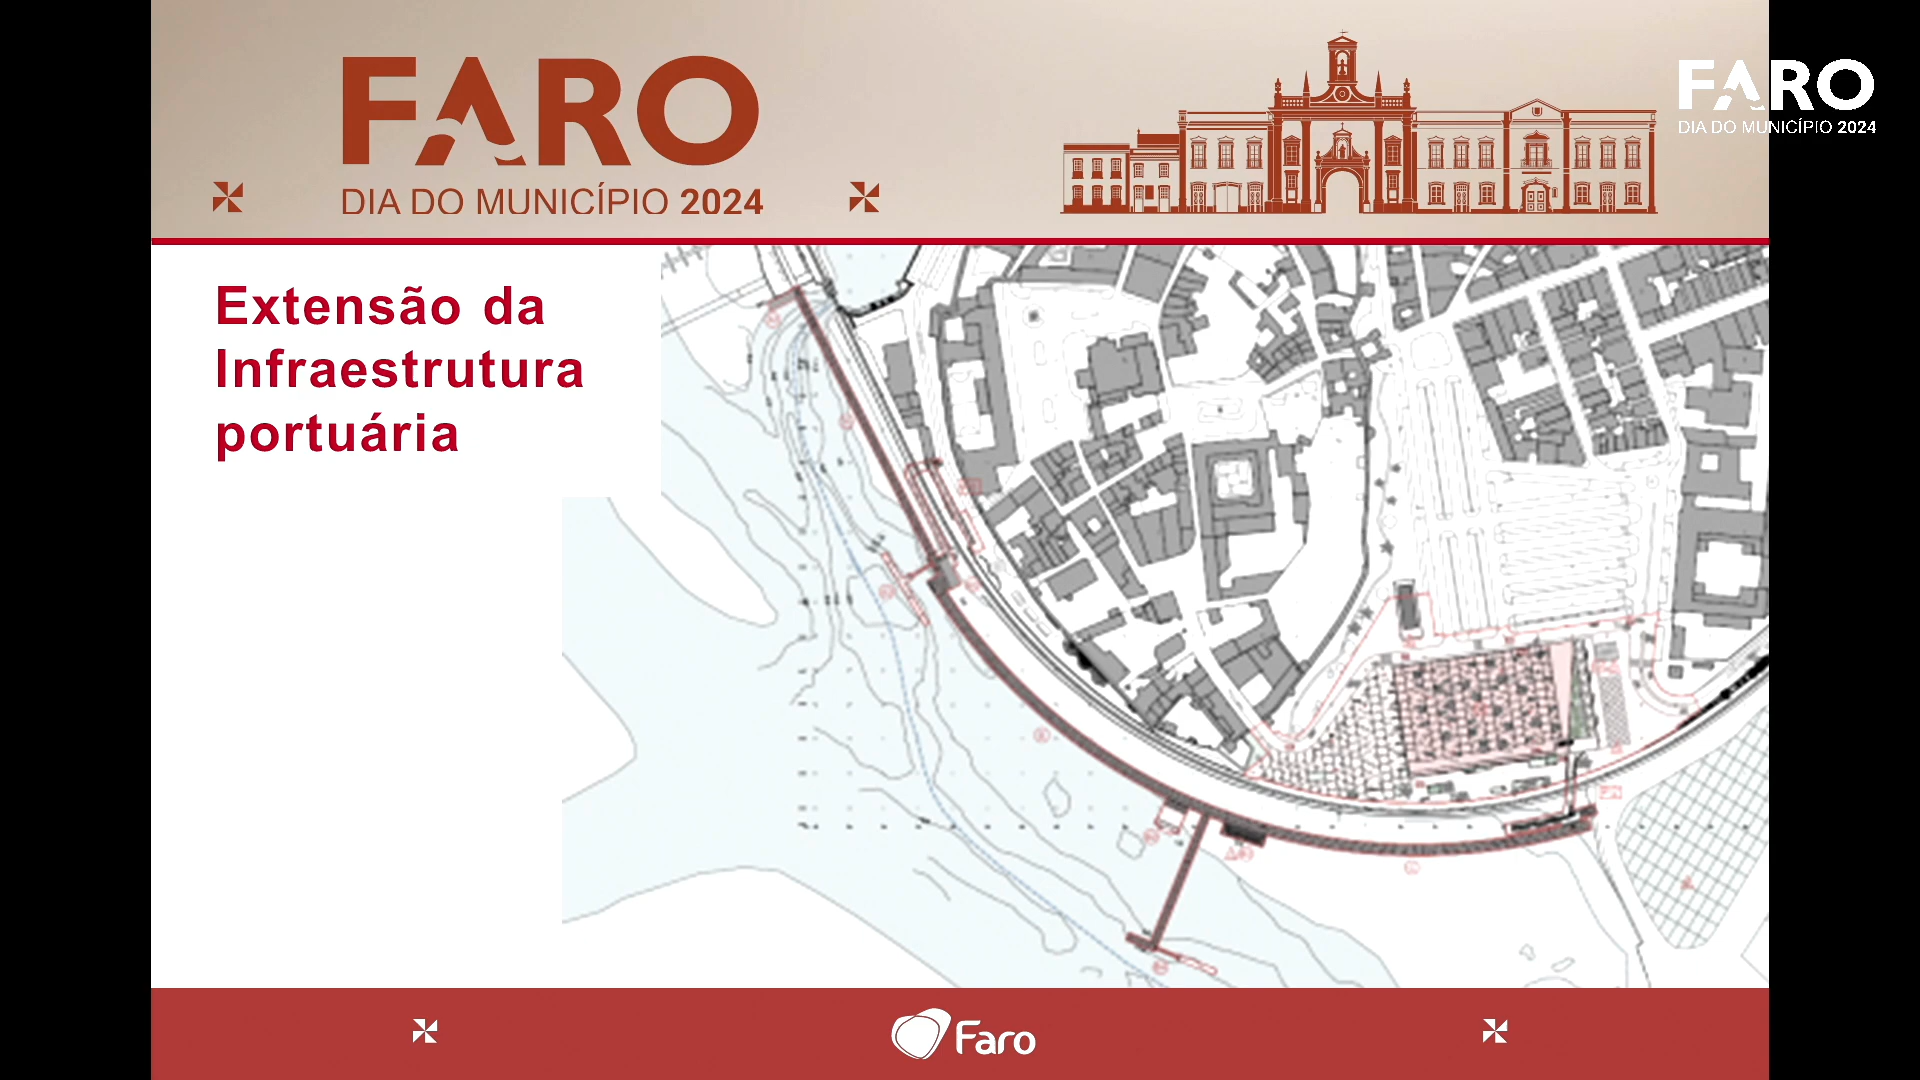 FARO
DIA DO MUNICÍPIO 2024
FARO
DIA DO MUNICÍPIO 2024
Extensão da
Infraestrutura
portuária
Faro